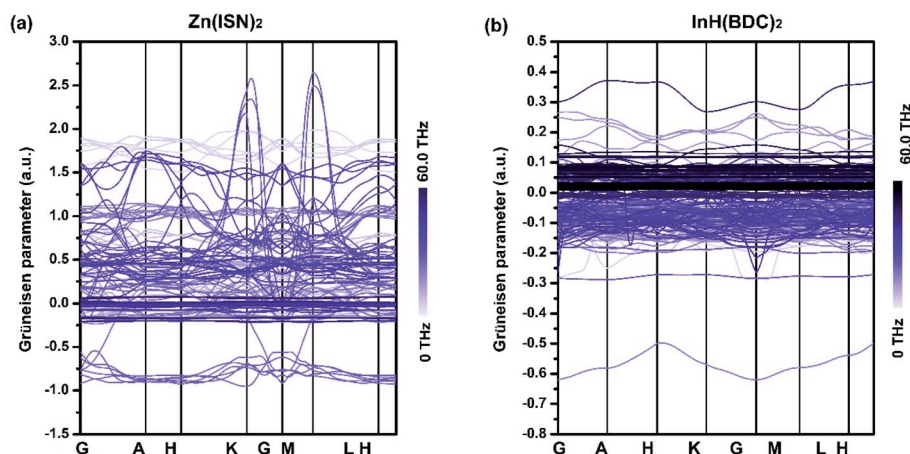 (a)
Zn(ISN)₂
Grüneisen parameter (a.u.)
3.0
2.5
2.0
1.5
1.0
0.5
0.0
-0.5
-1.0
-1.5
G A H K G M L H
60.0 THz
0 THz
(b)
InH(BDC)₂
Grüneisen parameter (a.u.)
0.5
0.4
0.3
0.2
0.1
0.0
-0.1
-0.2
-0.3
-0.4
-0.5
-0.6
-0.7
-0.8
G A H K G M L H
60.0 THz
0 THz